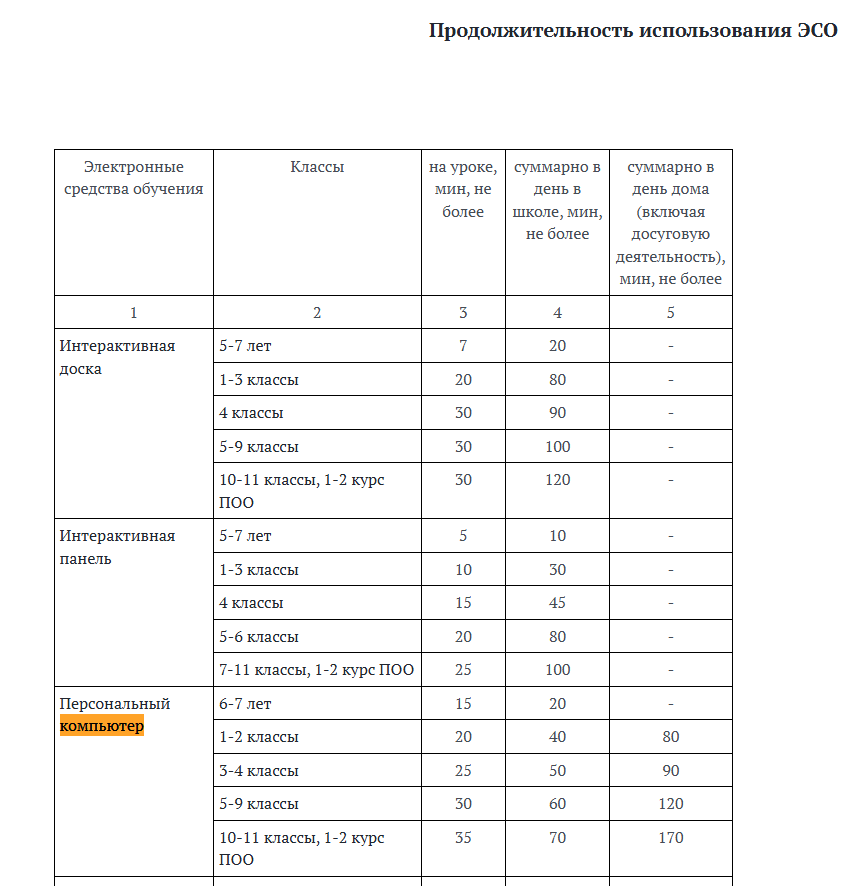 Продолжительность использования ЭСО
Электронные средства обучения | Классы | на уроке, мин, не более | суммарно в день в школе, мин, не более | суммарно в день дома (включая досуговую деятельность), мин, не более
1 | 2 | 3 | 4 | 5
Интерактивная доска | 5-7 лет | 7 | 20 | -
1-3 классы | 20 | 80 | -
4 классы | 30 | 90 | -
5-9 классы | 30 | 100 | -
10-11 классы, 1-2 курс ПОО | 30 | 120 | -
Интерактивная панель | 5-7 лет | 5 | 10 | -
1-3 классы | 10 | 30 | -
4 классы | 15 | 45 | -
5-6 классы | 20 | 80 | -
7-11 классы, 1-2 курс ПОО | 25 | 100 | -
Персональный компьютер | 6-7 лет | 15 | 20 | -
1-2 классы | 20 | 40 | 80
3-4 классы | 25 | 50 | 90
5-9 классы | 30 | 60 | 120
10-11 классы, 1-2 курс ПОО | 35 | 70 | 170